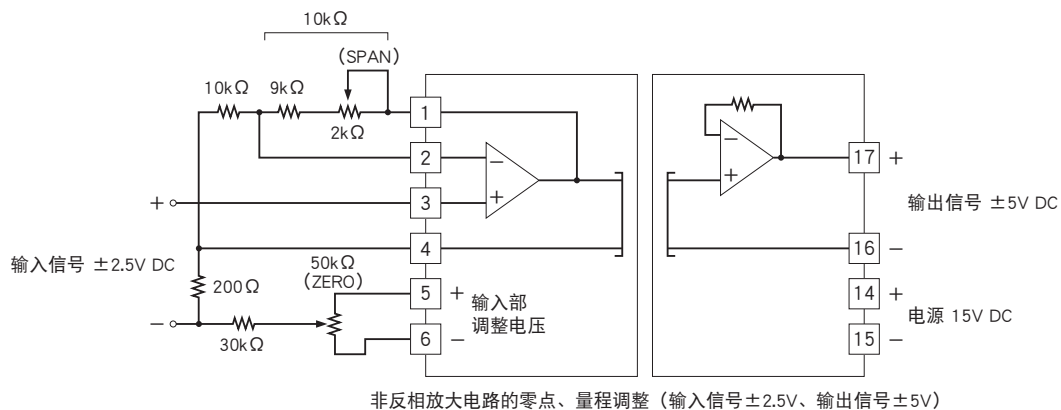 10kΩ
(SPAN)
10kΩ
9kΩ
2kΩ
1
2
3
4
5
6
+
−
+
−
−
+
输入信号 ±2.5V DC
200Ω
30kΩ
50kΩ
(ZERO)
+
−
输入部
调整电压
−
+
17
+
输出信号 ±5V DC
16
−
14
+
电源 15V DC
15
−
非反相放大电路的零点、量程调整（输入信号±2.5V、输出信号±5V）